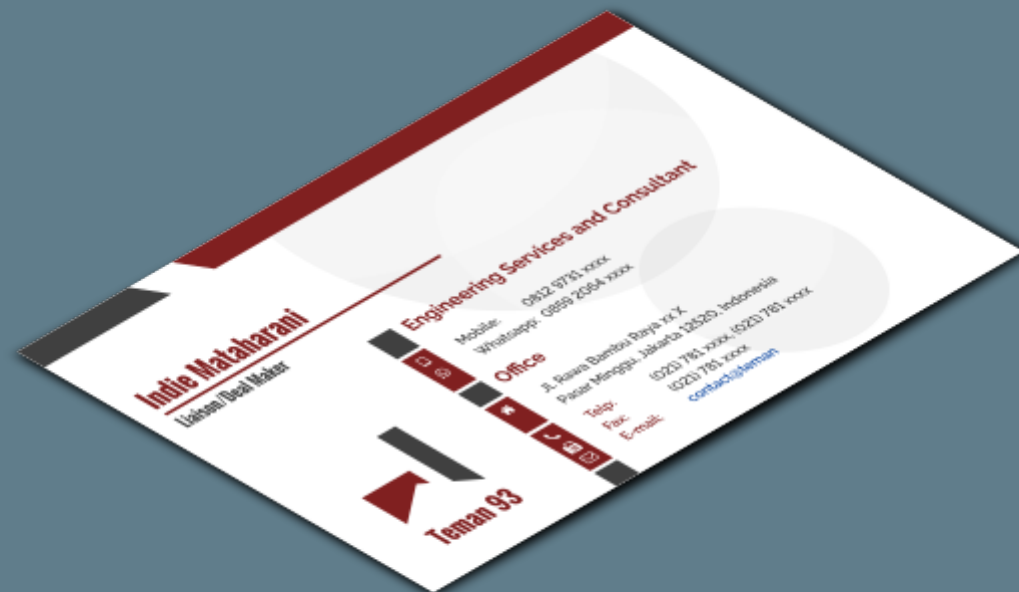 Indie Mataharani
Liaison/Deal Maker
Teman 93
Engineering Services and Consultant
Mobile: 0812 9731 xxxx
Whatsapp: 0899 2064 xxxx
Office
Jl. Rawa Bambu Raya xx X
Pasar Minggu, Jakarta 12520, Indonesia
Telp: (021) 781 xxxx, (021) 781 xxxx
Fax: (021) 781 xxxx
E-mail: contact@teman